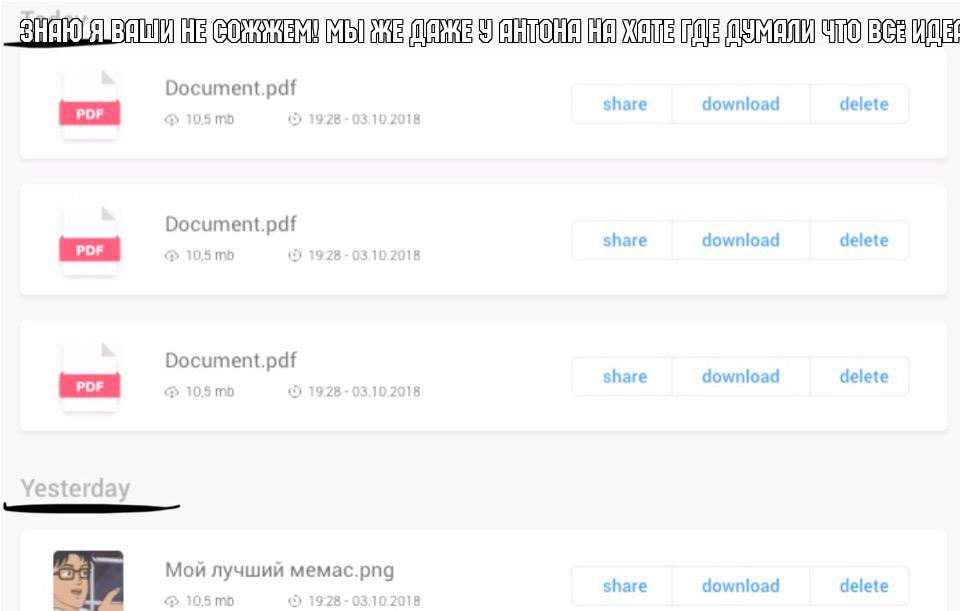 Today
ЗНАЮ Я ВАШИ НЕ СОЖЖЕМ! МЫ ЖЕ ДАЖЕ У АНТОНА НА ХАТЕ ГДЕ ДУМАЛИ ЧТО ВСЁ
Document.pdf
10,5 mb 19:28 - 03.10.2018
share download delete
PDF
Document.pdf
10,5 mb 19:28 - 03.10.2018
share download delete
PDF
Document.pdf
10,5 mb 19:28 - 03.10.2018
share download delete
PDF
Yesterday
Мой лучший мемас.png
10,5 mb 19:28 - 03.10.2018
share download delete